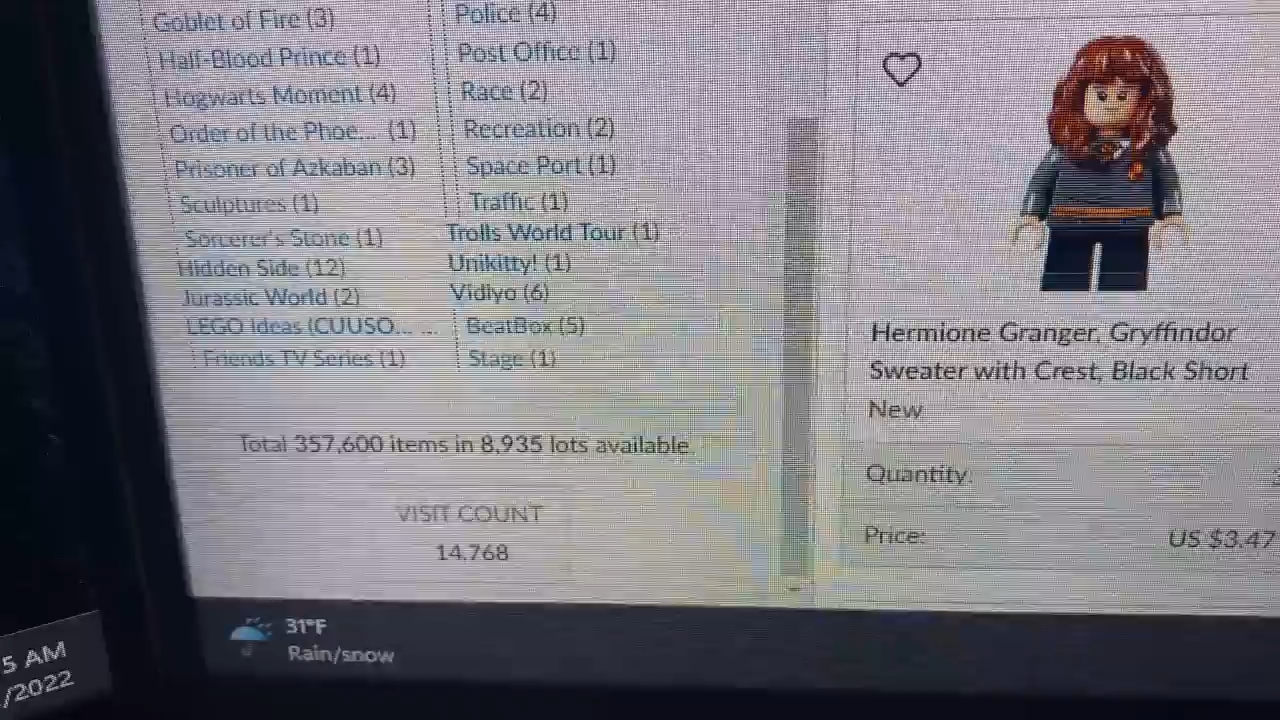 Goblet of Fire (3)
Half-Blood Prince (1)
Hogwarts Moment (4)
Order of the Phoe... (1)
Prisoner of Azkaban (3)
Sculptures (1)
Sorcerer's Stone (1)
Hidden Side (12)
Jurassic World (2)
LEGO Ideas (CUUSO... ...
Friends TV Series (1)
Police (4)
Post Office (1)
Race (2)
Recreation (2)
Space Port (1)
Traffic (1)
Trolls World Tour (1)
Unikitty! (1)
Vidiyo (6)
BeatBox (5)
Stage (1)
Total 357,600 items in 8,935 lots available.
VISIT COUNT
14,768
Hermione Granger, Gryffindor
Sweater with Crest, Black Short
New
Quantity:
Price: US $3.47
31°F
Rain/snow
5 AM
/2022